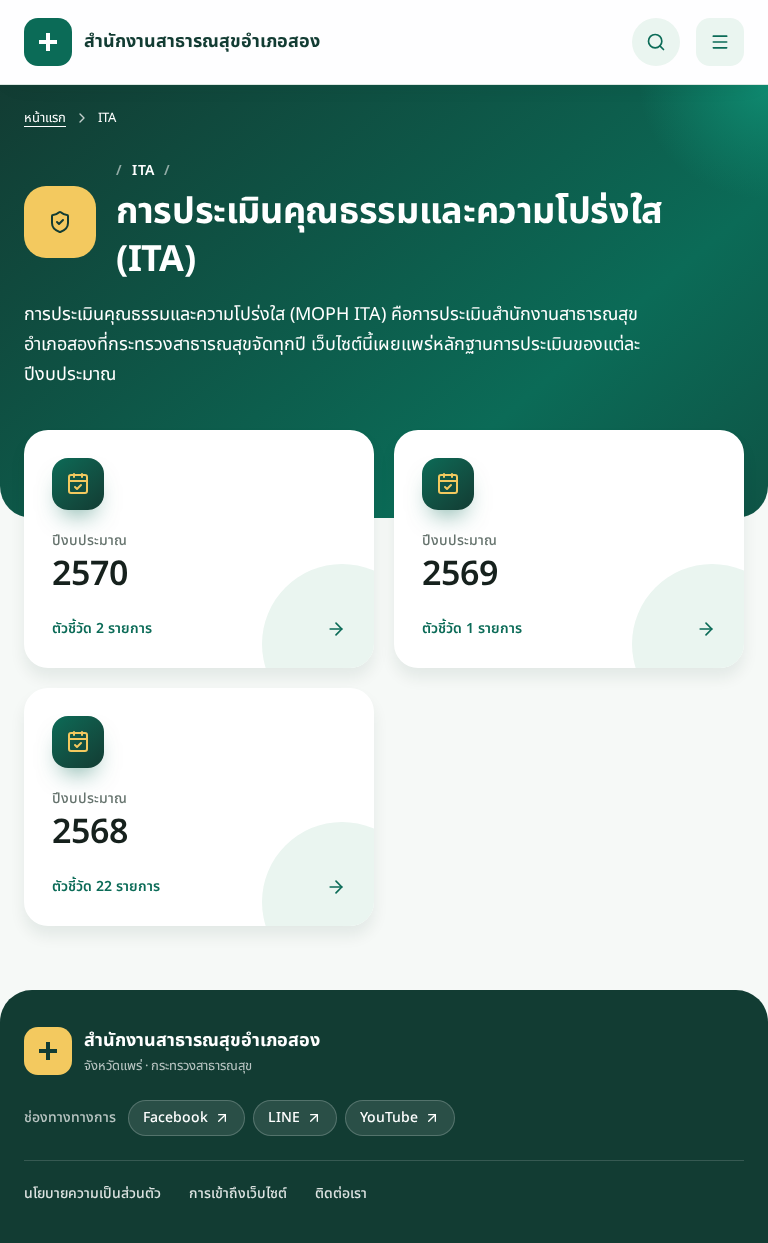 สำนักงานสาธารณสุขอำเภอสอง
หน้าแรก > ITA
/ ITA /
การประเมินคุณธรรมและความโปร่งใส
(ITA)
การประเมินคุณธรรมและความโปร่งใส (MOPH ITA) คือการประเมินสำนักงานสาธารณสุข
อำเภอสองที่กระทรวงสาธารณสุขจัดทุกปี เว็บไซต์นี้เผยแพร่หลักฐานการประเมินของแต่ละ
ปีงบประมาณ
ปีงบประมาณ
2570
ตัวชี้วัด 2 รายการ
ปีงบประมาณ
2569
ตัวชี้วัด 1 รายการ
ปีงบประมาณ
2568
ตัวชี้วัด 22 รายการ
สำนักงานสาธารณสุขอำเภอสอง
จังหวัดแพร่ · กระทรวงสาธารณสุข
ช่องทางทางการ Facebook LINE YouTube
นโยบายความเป็นส่วนตัว การเข้าถึงเว็บไซต์ ติดต่อเรา